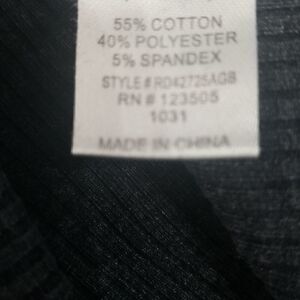 55% COTTON
40% POLYESTER
5% SPANDEX
STYLE # RD42725AGB
RN # 123505
1031
MADE IN CHINA